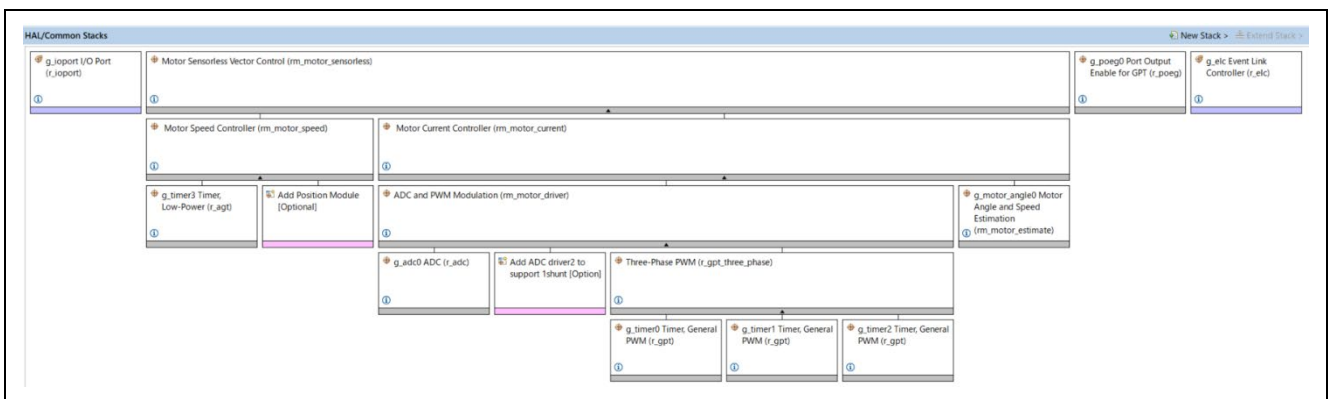 HAL/Common Stacks
New Stack >
Extend Stack >
g_ioport I/O Port
(r_ioport)
Motor Sensorless Vector Control (rm_motor_sensorless)
g_poeg0 Port Output
Enable for GPT (r_poeg)
g_elc Event Link
Controller (r_elc)
Motor Speed Controller (rm_motor_speed)
Motor Current Controller (rm_motor_current)
g_timer3 Timer,
Low-Power (r_agt)
Add Position Module
[Optional]
ADC and PWM Modulation (rm_motor_driver)
g_motor_angle0 Motor
Angle and Speed
Estimation
(rm_motor_estimate)
g_adc0 ADC (r_adc)
Add ADC driver2 to
support 1shunt [Option]
Three-Phase PWM (r_gpt_three_phase)
g_timer0 Timer, General
PWM (r_gpt)
g_timer1 Timer, General
PWM (r_gpt)
g_timer2 Timer, General
PWM (r_gpt)